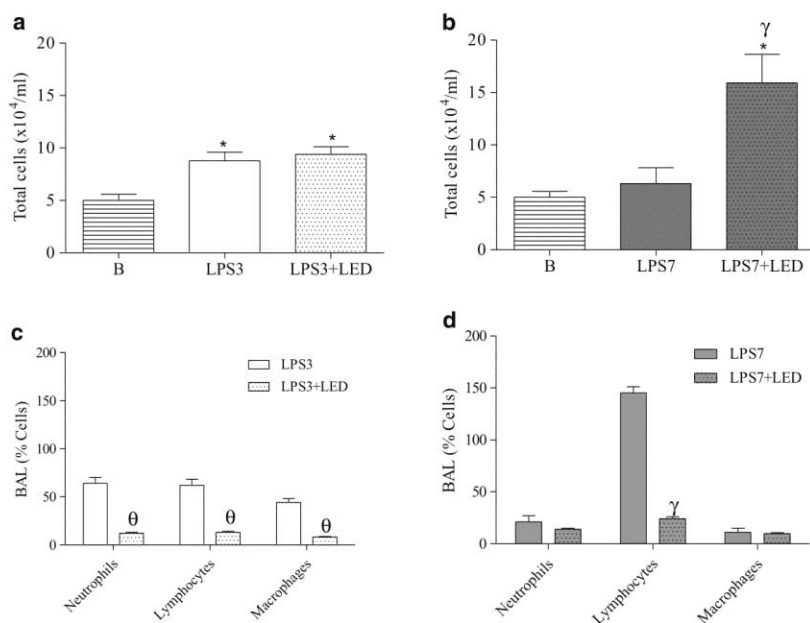 a
Total cells (x10⁴/ml)
20
15
10
5
0
*
*
B
LPS3
LPS3+LED
b
Total cells (x10⁴/ml)
20
15
10
5
0
γ
*
B
LPS7
LPS7+LED
c
BAL (% Cells)
200
150
100
50
0
LPS3
LPS3+LED
θ
θ
θ
Neutrophils
Lymphocytes
Macrophages
d
BAL (% Cells)
200
150
100
50
0
LPS7
LPS7+LED
γ
Neutrophils
Lymphocytes
Macrophages